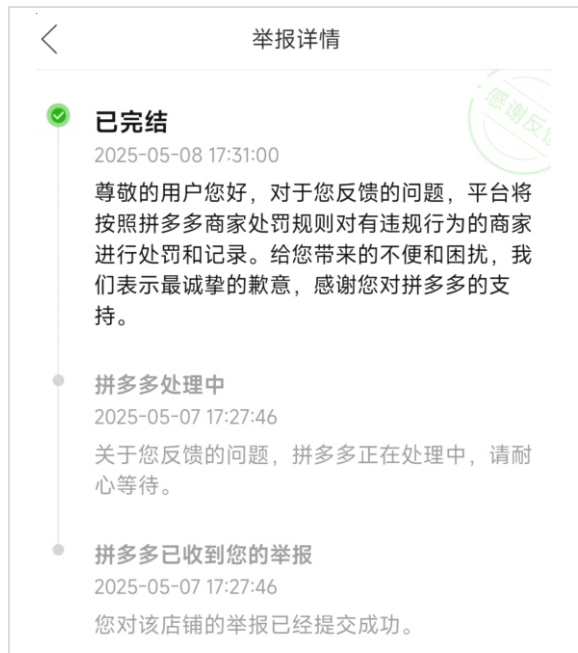 举报详情
感谢反馈
已完结
2025-05-08 17:31:00
尊敬的用户您好，对于您反馈的问题，平台将
按照拼多多商家处罚规则对有违规行为的商家
进行处罚和记录。给您带来的不便和困扰，我
们表示最诚挚的歉意，感谢您对拼多多的支
持。
拼多多处理中
2025-05-07 17:27:46
关于您反馈的问题，拼多多正在处理中，请耐
心等待。
拼多多已收到您的举报
2025-05-07 17:27:46
您对该店铺的举报已经提交成功。